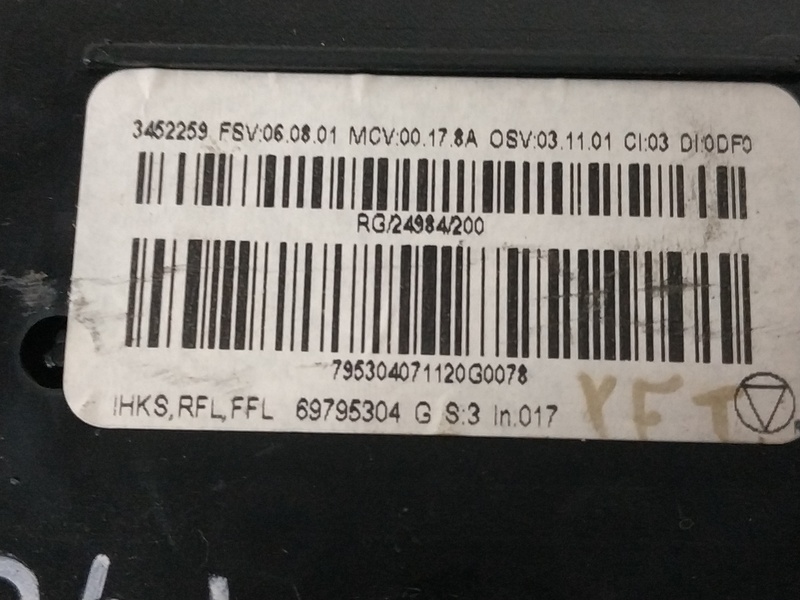 3452259 FSV:06.08.01 MCV:00.17.8A OSV:03.11.01 CI:03 DI:0DF0
RG/24984/200
795304071120G0078
IHKS,RFL,FFL 69795304 G S:3 In.017
YFT